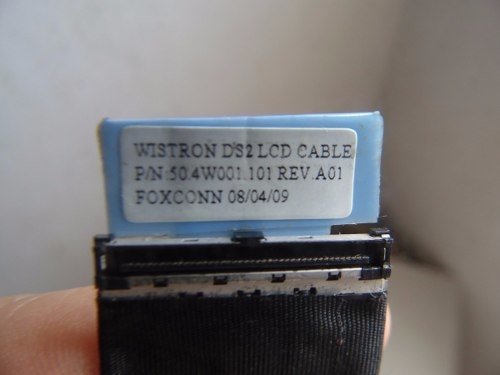 WISTRON DS2 LCD CABLE
P/N 50.4W001.101 REV.A01
FOXCONN 08/04/09